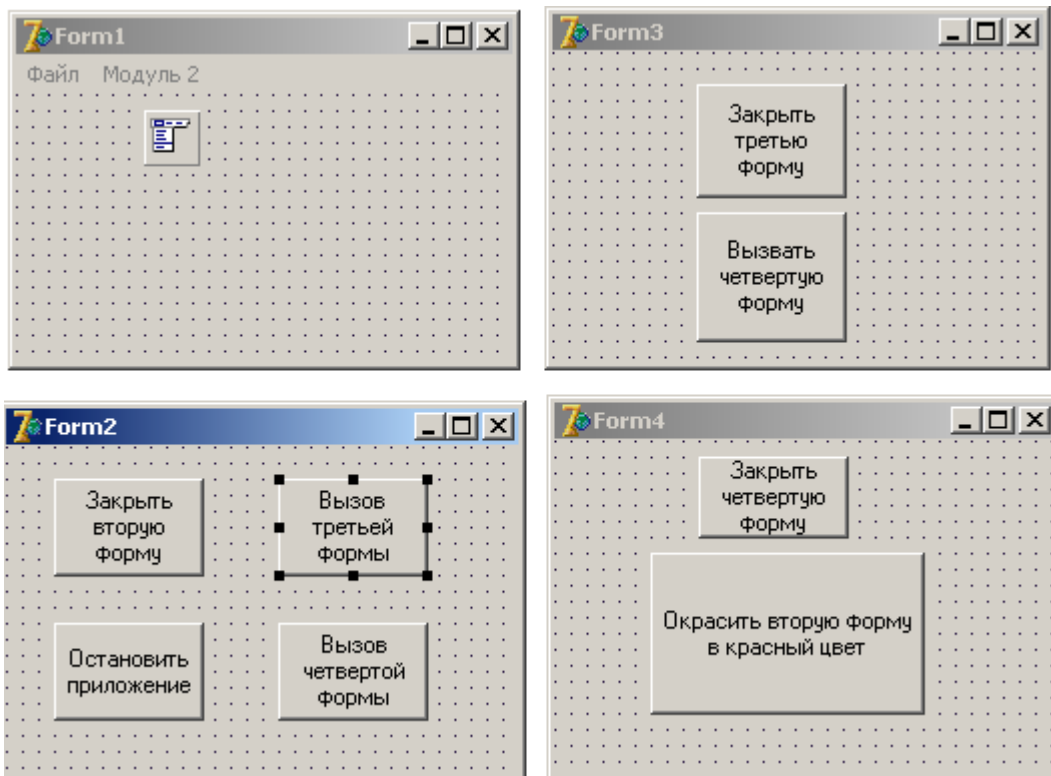 Form1
Файл Модуль 2
Form3
Закрыть
третью
форму
Вызвать
четвертую
форму
Form2
Закрыть
вторую
форму
Вызов
третьей
формы
Остановить
приложение
Вызов
четвертой
формы
Form4
Закрыть
четвертую
форму
Окрасить вторую форму
в красный цвет